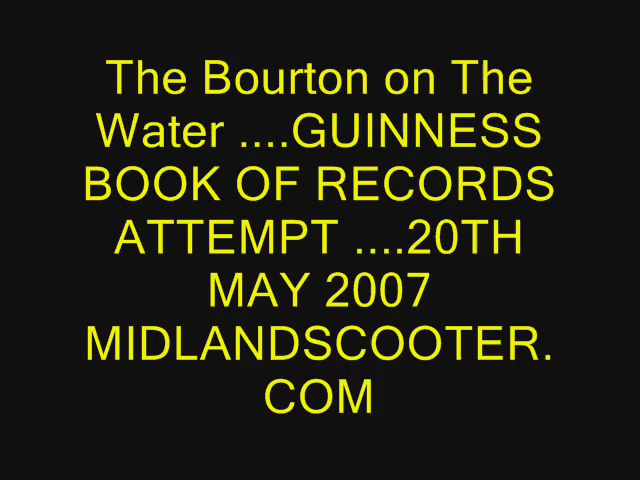 The Bourton on The
Water ....GUINNESS
BOOK OF RECORDS
ATTEMPT ....20TH
MAY 2007
MIDLANDSCOOTER.
COM